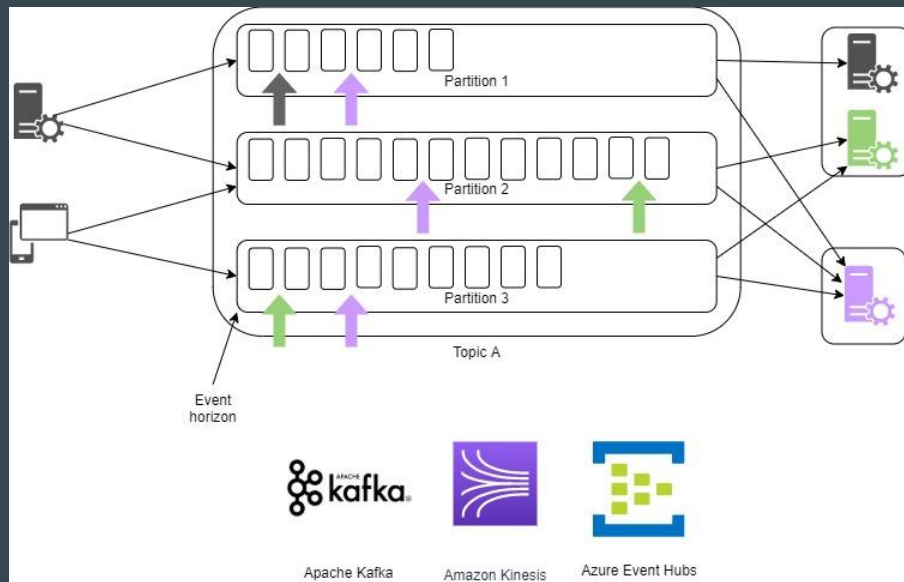 Partition 1
Partition 2
Partition 3
Topic A
Event
horizon
APACHE
kafka®
Apache Kafka
Amazon Kinesis
Azure Event Hubs